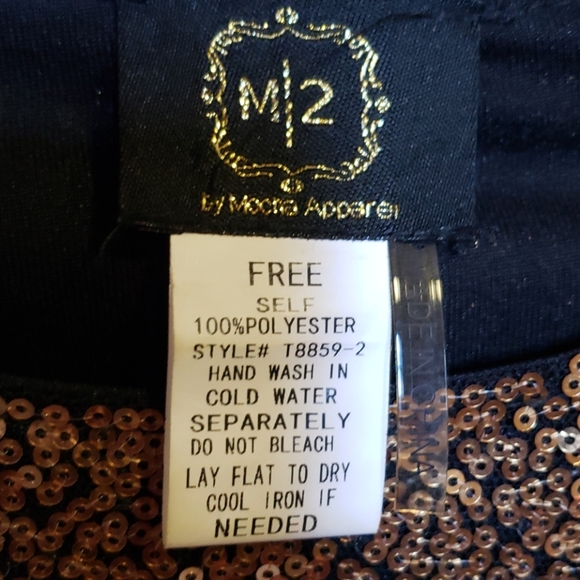 M|2
by Mocha Apparel
FREE
SELF
100%POLYESTER
STYLE# T8859-2
HAND WASH IN
COLD WATER
SEPARATELY
DO NOT BLEACH
LAY FLAT TO DRY
COOL IRON IF
NEEDED